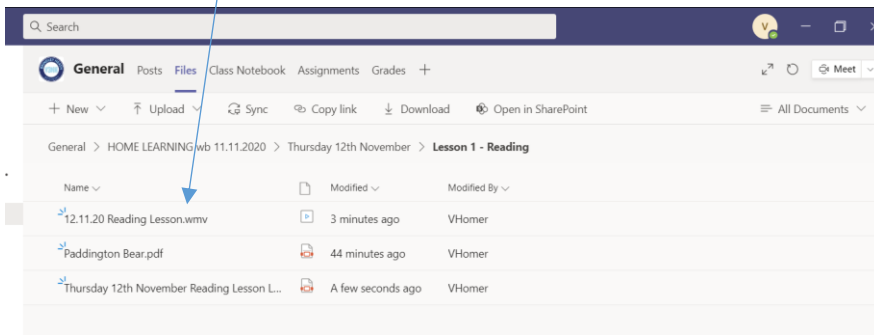 Search
V
General Posts Files Class Notebook Assignments Grades +
Meet
+ New Upload Sync Copy link Download Open in SharePoint All Documents
General > HOME LEARNING wb 11.11.2020 > Thursday 12th November > Lesson 1 - Reading
Name Modified Modified By
12.11.20 Reading Lesson.wmv 3 minutes ago VHomer
Paddington Bear.pdf 44 minutes ago VHomer
Thursday 12th November Reading Lesson L... A few seconds ago VHomer